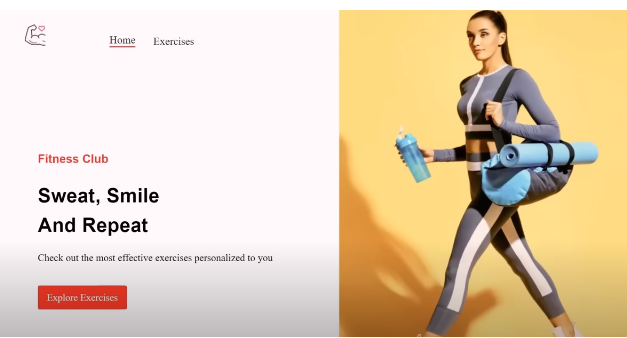 Home
Exercises
Fitness Club
Sweat, Smile
And Repeat
Check out the most effective exercises personalized to you
Explore Exercises